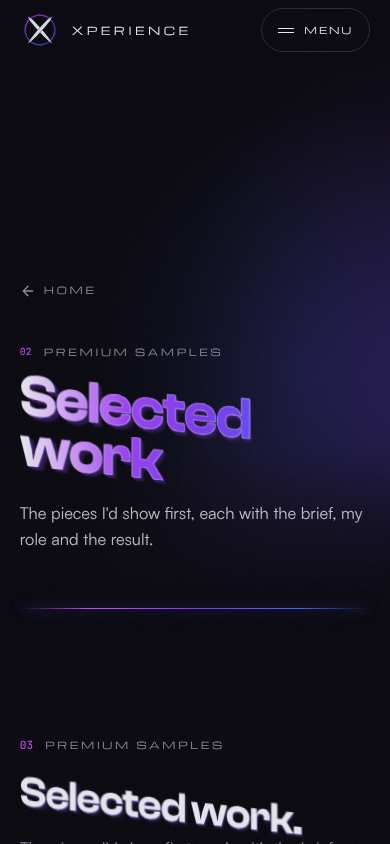 XPERIENCE
MENU
← HOME
02 PREMIUM SAMPLES
Selected
work
The pieces I'd show first, each with the brief, my
role and the result.
03 PREMIUM SAMPLES
Selected work.